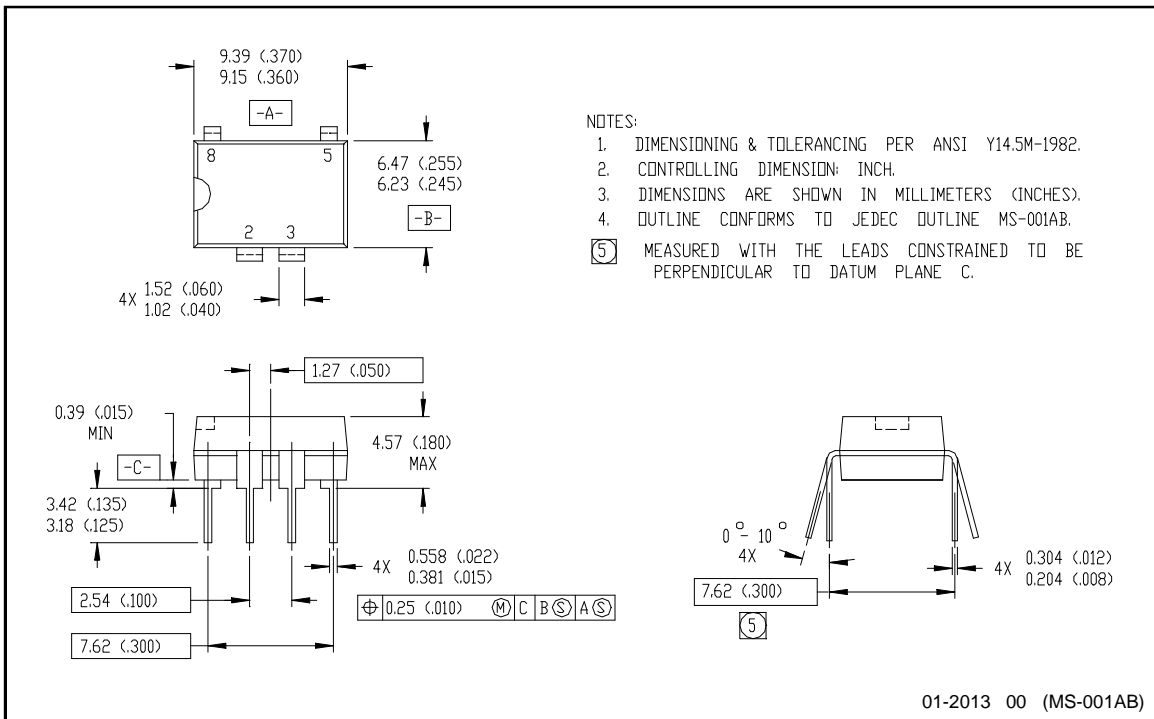 9.39 (.370)
9.15 (.360)
-A-
8 5
6.47 (.255)
6.23 (.245)
-B-
2 3
4X 1.52 (.060)
1.02 (.040)
NOTES:
1. DIMENSIONING & TOLERANCING PER ANSI Y14.5M-1982.
2. CONTROLLING DIMENSION: INCH.
3. DIMENSIONS ARE SHOWN IN MILLIMETERS (INCHES).
4. OUTLINE CONFORMS TO JEDEC OUTLINE MS-001AB.
5 MEASURED WITH THE LEADS CONSTRAINED TO BE
PERPENDICULAR TO DATUM PLANE C.
1.27 (.050)
0.39 (.015)
MIN
-C-
4.57 (.180)
MAX
3.42 (.135)
3.18 (.125)
4X 0.558 (.022)
0.381 (.015)
2.54 (.100)
⌖ 0.25 (.010) Ⓜ C B Ⓢ A Ⓢ
7.62 (.300)
0° - 10°
4X
4X 0.304 (.012)
0.204 (.008)
7.62 (.300)
5
01-2013 00 (MS-001AB)